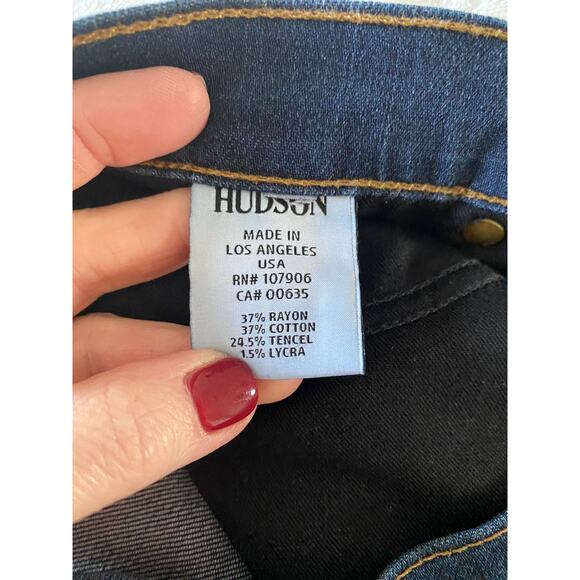 HUDSON
MADE IN
LOS ANGELES
USA
RN# 107906
CA# 00635
37% RAYON
37% COTTON
24.5% TENCEL
1.5% LYCRA